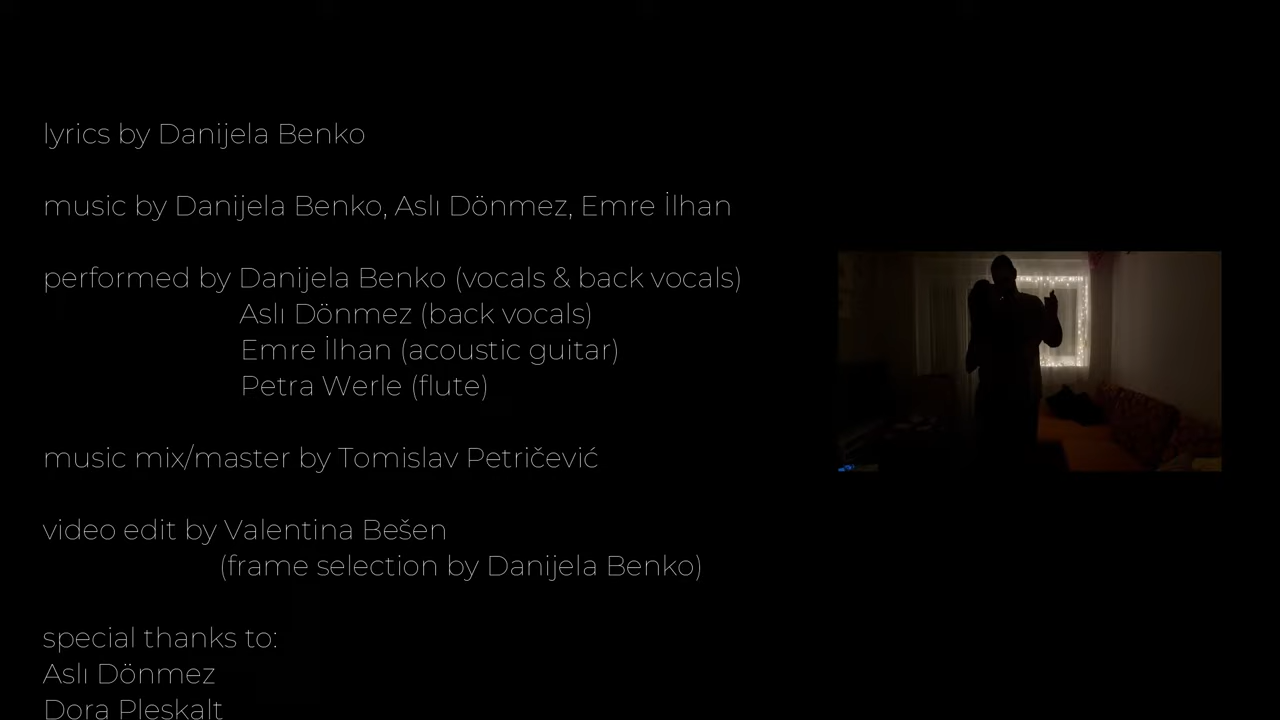 lyrics by Danijela Benko
music by Danijela Benko, Aslı Dönmez, Emre İlhan
performed by Danijela Benko (vocals & back vocals)
Aslı Dönmez (back vocals)
Emre İlhan (acoustic guitar)
Petra Werle (flute)
music mix/master by Tomislav Petričević
video edit by Valentina Bešen
(frame selection by Danijela Benko)
special thanks to:
Aslı Dönmez
Dora Pleskalt